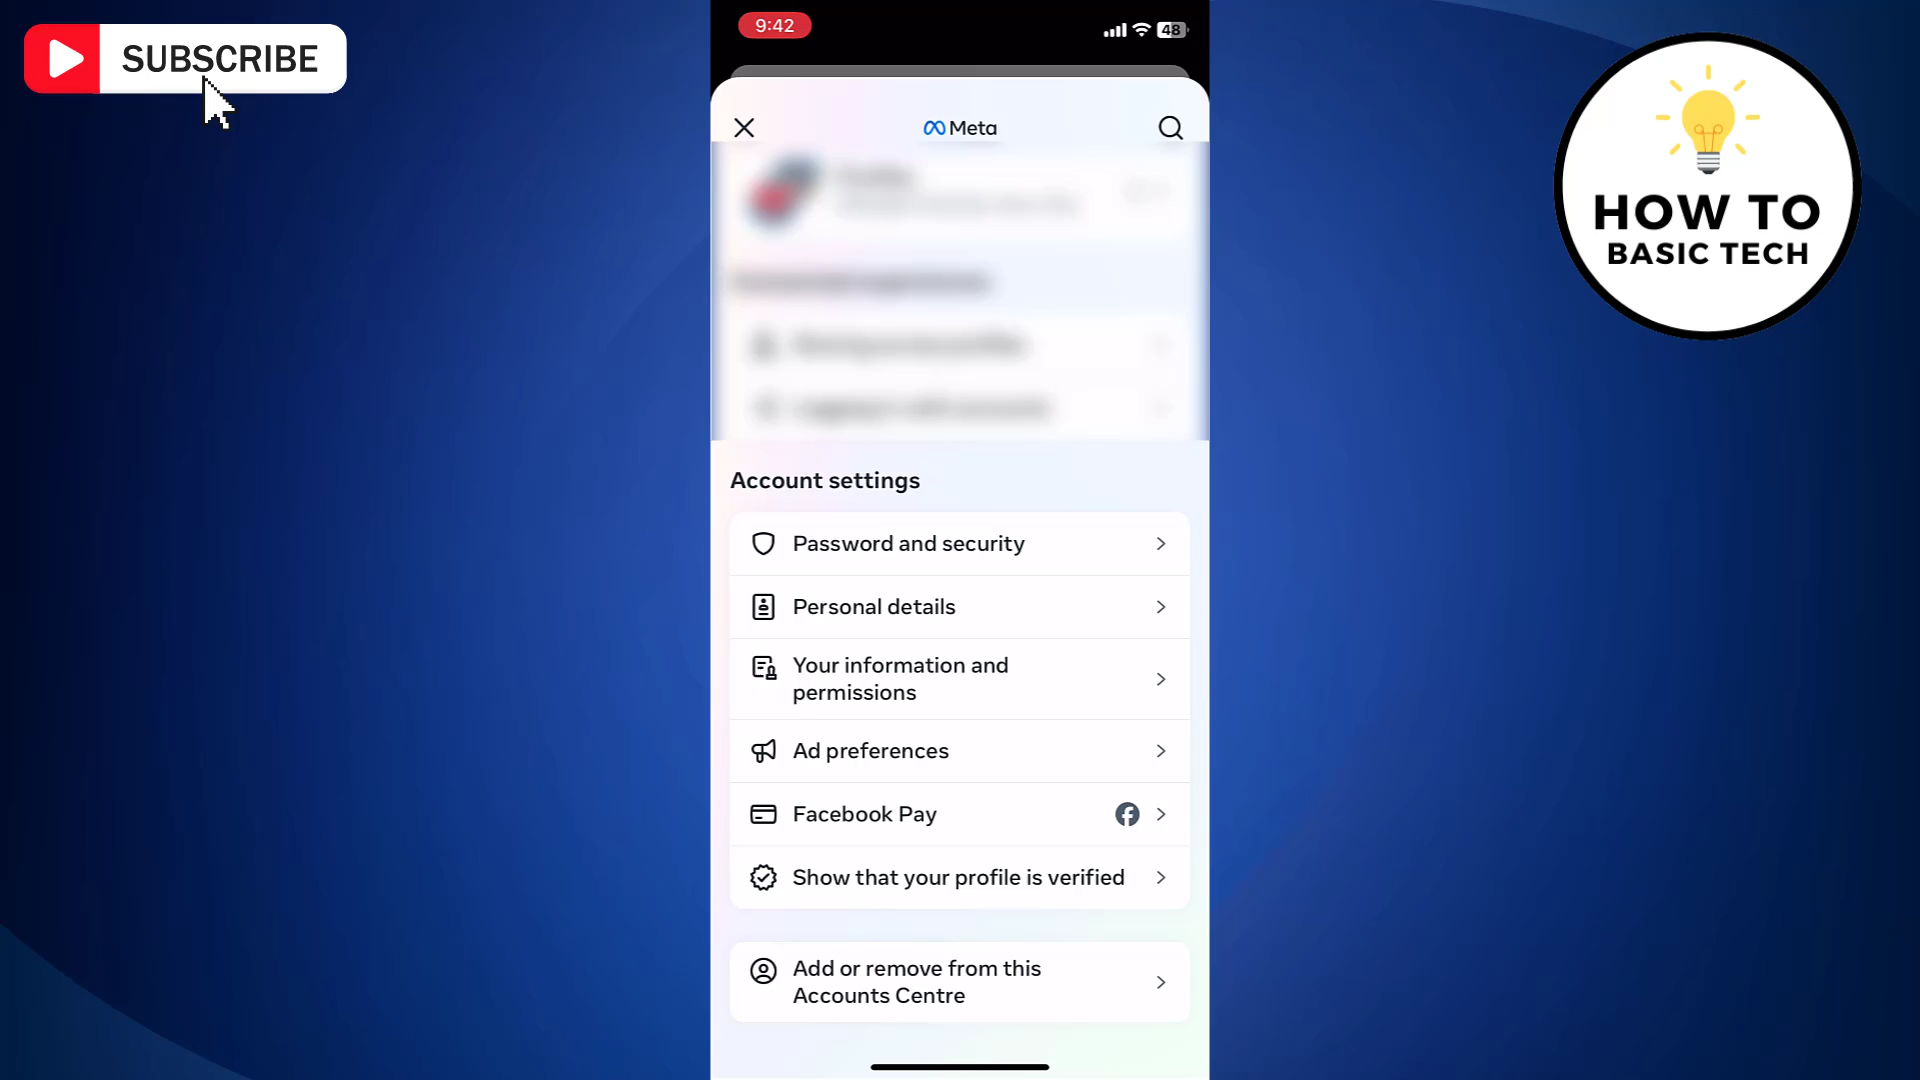 SUBSCRIBE
9:42
48
Meta
HOW TO
BASIC TECH
Account settings
Password and security
Personal details
Your information and
permissions
Ad preferences
Facebook Pay
Show that your profile is verified
Add or remove from this
Accounts Centre